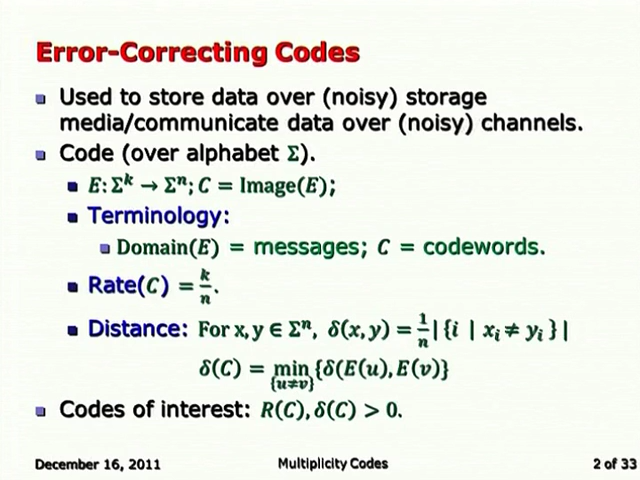 Error-Correcting Codes
Used to store data over (noisy) storage
media/communicate data over (noisy) channels.
Code (over alphabet Σ).
E: Σ^k → Σ^n; C = Image(E);
Terminology:
Domain(E) = messages; C = codewords.
Rate(C) = k/n.
Distance: For x, y ∈ Σ^n, δ(x, y) = 1/n |{i | x_i ≠ y_i}|
δ(C) = min_{u≠v}{δ(E(u), E(v)}
Codes of interest: R(C), δ(C) > 0.
December 16, 2011 Multiplicity Codes 2 of 33